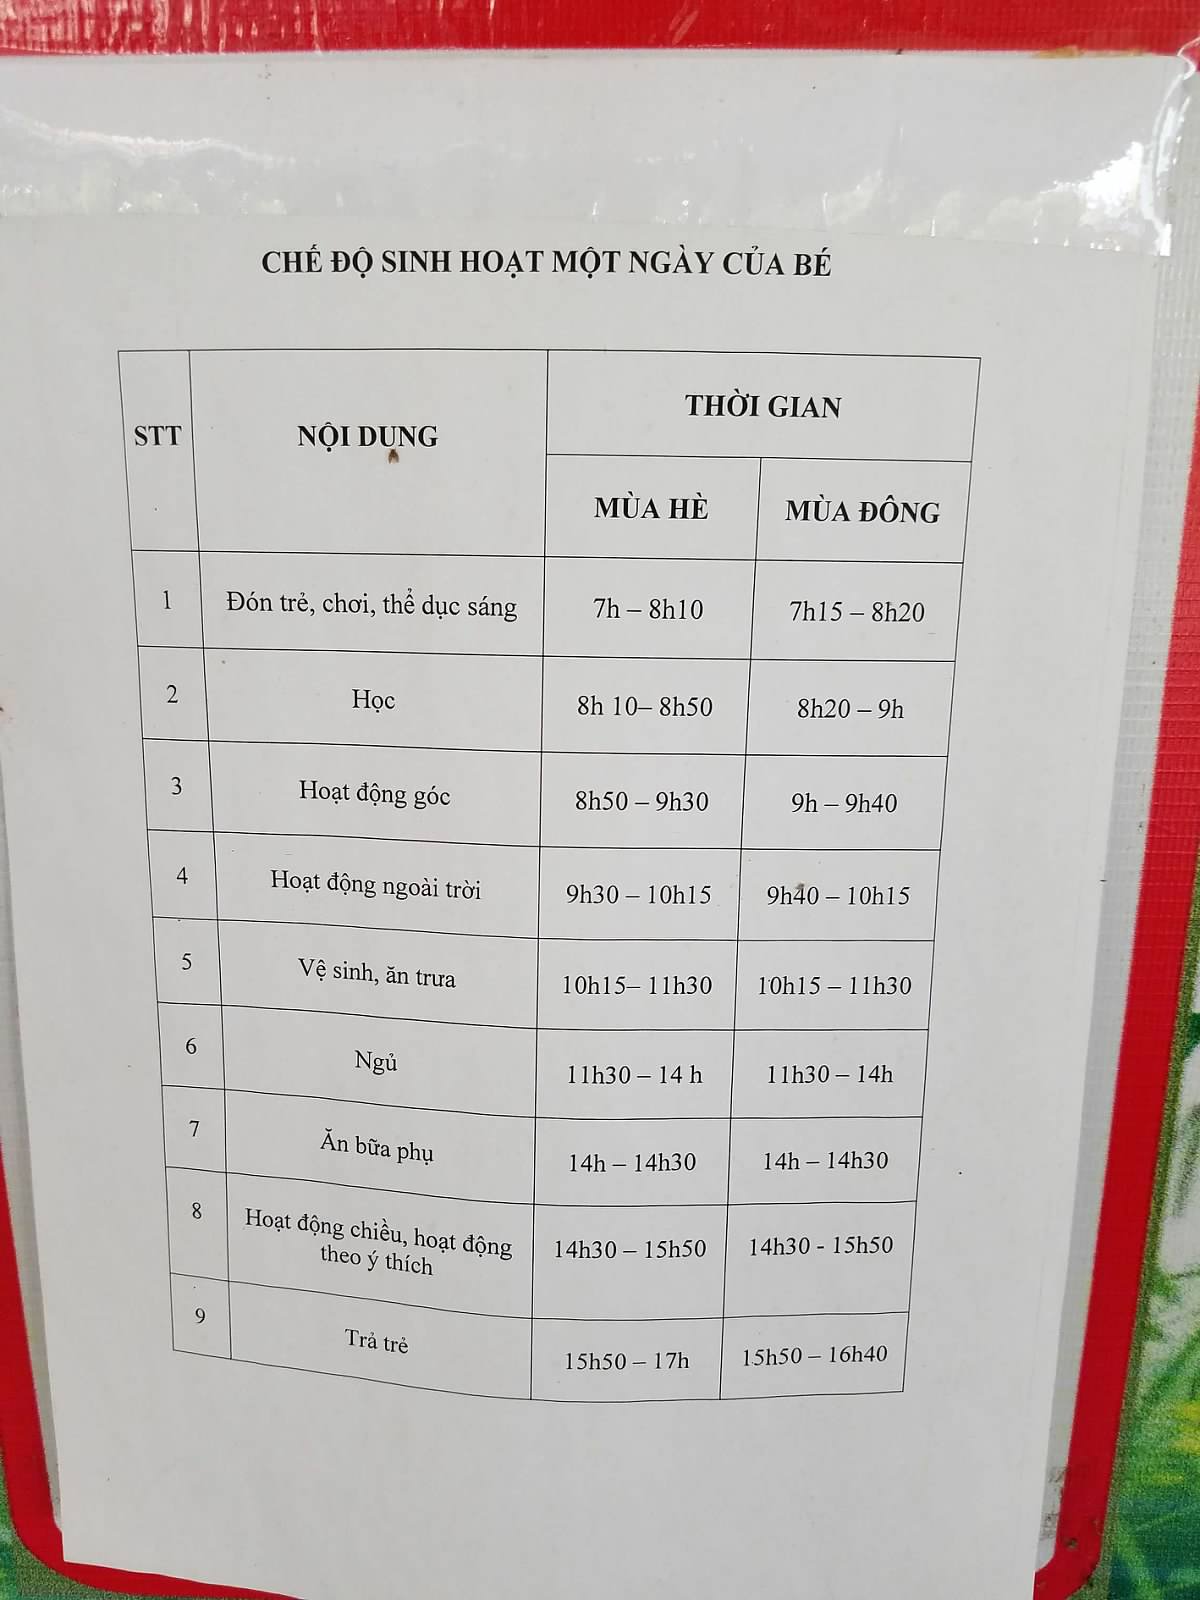 CHẾ ĐỘ SINH HOẠT MỘT NGÀY CỦA BÉ
STT NỘI DỤNG THỜI GIAN
MÙA HÈ MÙA ĐÔNG
1 Đón trẻ, chơi, thể dục sáng 7h – 8h10 7h15 – 8h20
2 Học 8h 10– 8h50 8h20 – 9h
3 Hoạt động góc 8h50 – 9h30 9h – 9h40
4 Hoạt động ngoài trời 9h30 – 10h15 9h40 – 10h15
5 Vệ sinh, ăn trưa 10h15– 11h30 10h15 – 11h30
6 Ngủ 11h30 – 14 h 11h30 – 14h
7 Ăn bữa phụ 14h – 14h30 14h – 14h30
8 Hoạt động chiều, hoạt động 14h30 – 15h50 14h30 - 15h50
theo ý thích
9 Trả trẻ 15h50 – 17h 15h50 – 16h40